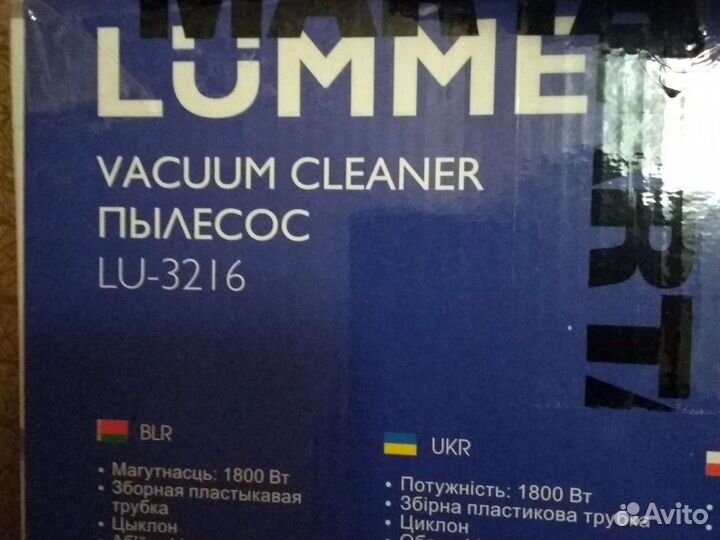 LUMME
VACUUM CLEANER
ПЫЛЕСОС
LU-3216
BLR
• Магутнасць: 1800 Вт
• Зборная пластыкавая
трубка
• Цыклон
UKR
• Потужність: 1800 Вт
• Збірна пластикова трубка
• Циклон
Avito